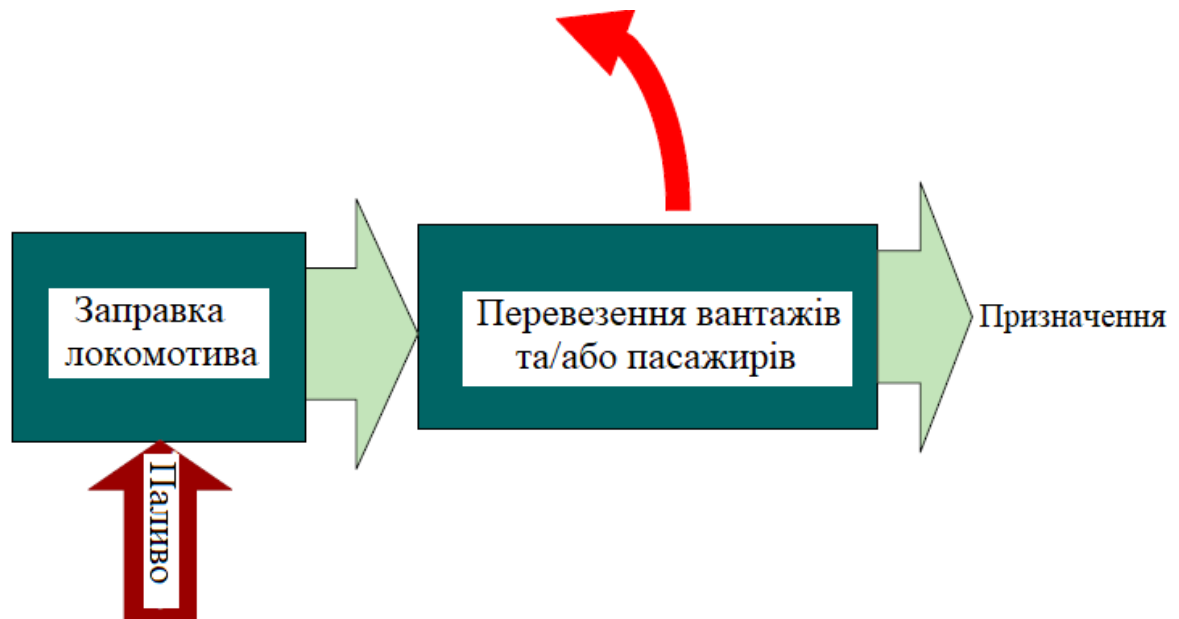 Заправка
локомотива
Перевезення вантажів
та/або пасажирів
Призначення
Паливо